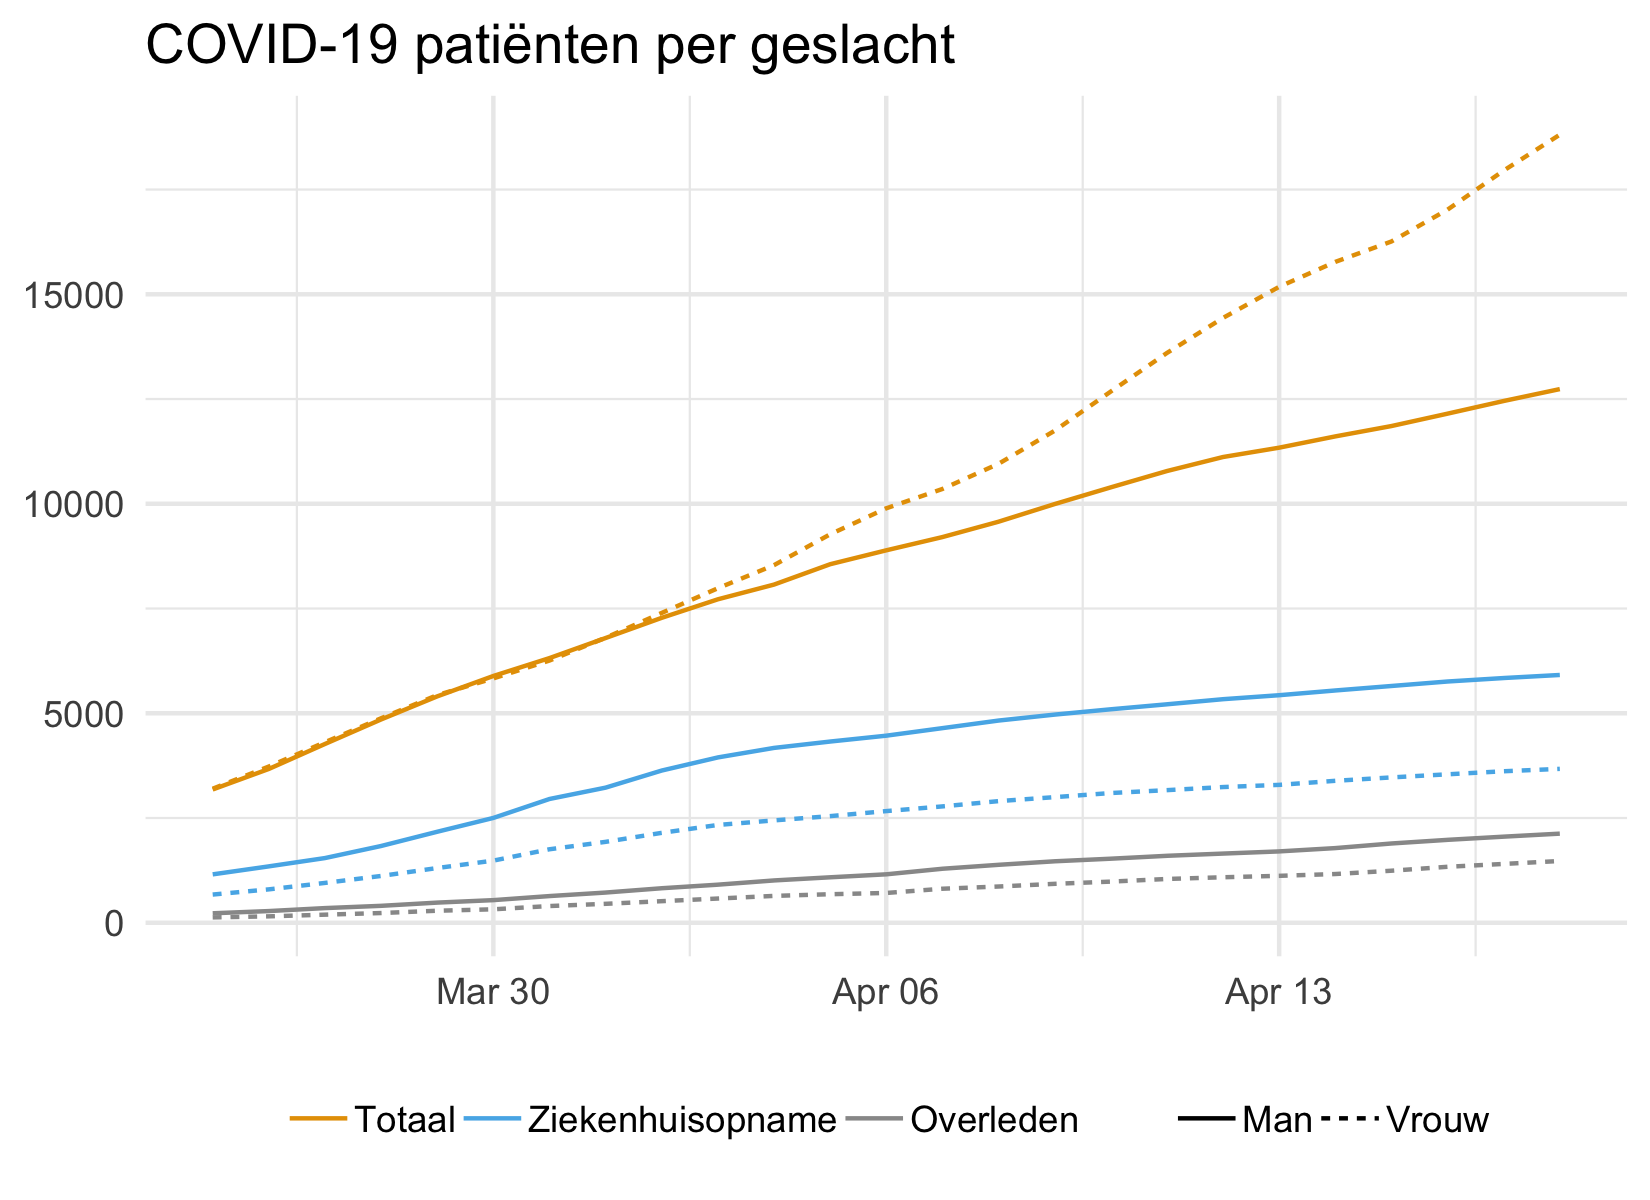 COVID-19 patiënten per geslacht
15000
10000
5000
0
Mar 30 Apr 06 Apr 13
Totaal Ziekenhuisopname Overleden Man Vrouw